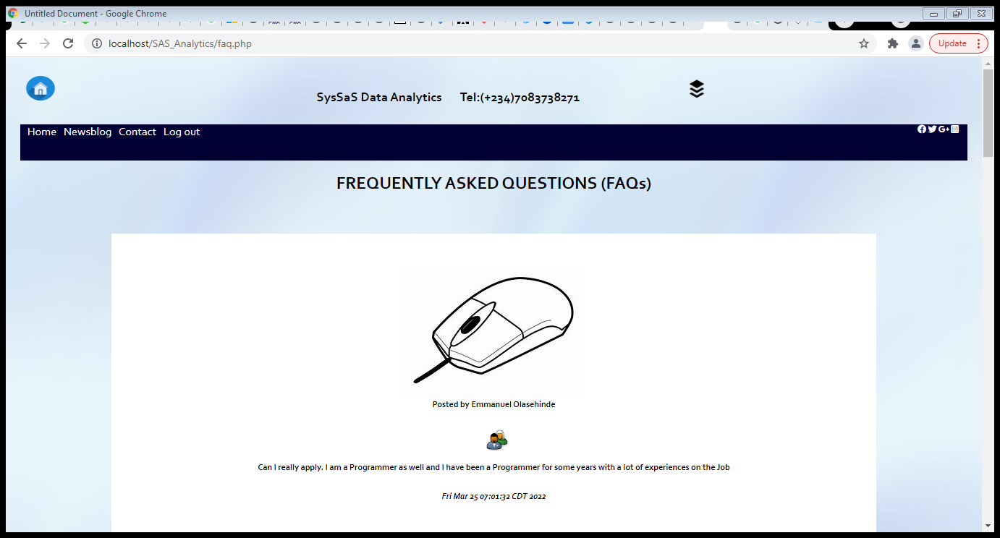 Untitled Document - Google Chrome
localhost/SAS_Analytics/faq.php
Update
SysSaS Data Analytics Tel:(+234)7083738271
Home Newsblog Contact Log out
FREQUENTLY ASKED QUESTIONS (FAQs)
Posted by Emmanuel Olasehinde
Can I really apply. I am a Programmer as well and I have been a Programmer for some years with a lot of experiences on the Job
Fri Mar 25 07:01:32 CDT 2022